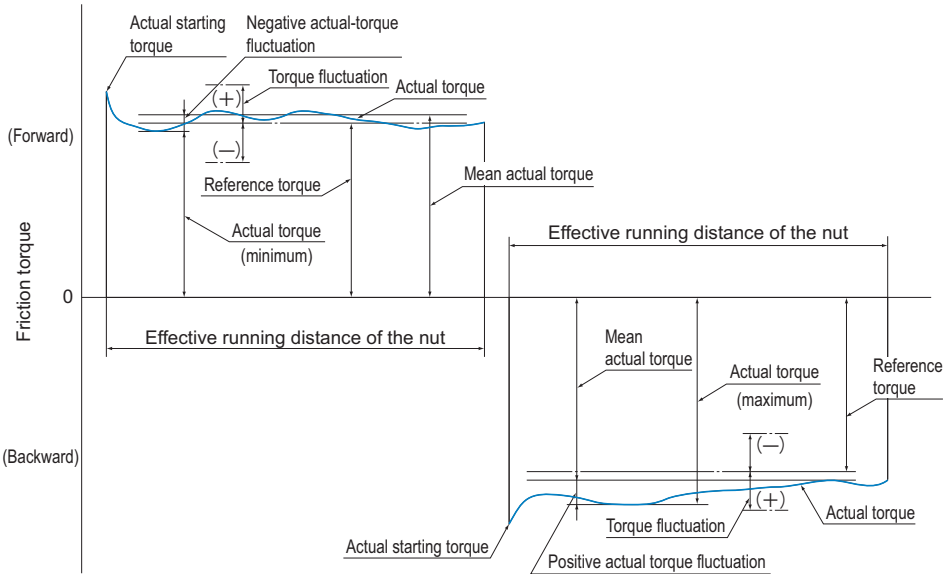 Actual starting
torque
Negative actual-torque
fluctuation
Torque fluctuation
(+)
Actual torque
(Forward)
(−)
Reference torque
Mean actual torque
Actual torque
(minimum)
Effective running distance of the nut
Friction torque
0
Effective running distance of the nut
Mean
actual torque
Actual torque
(maximum)
Reference
torque
(Backward)
(−)
(+)
Actual torque
Torque fluctuation
Actual starting torque
Positive actual torque fluctuation